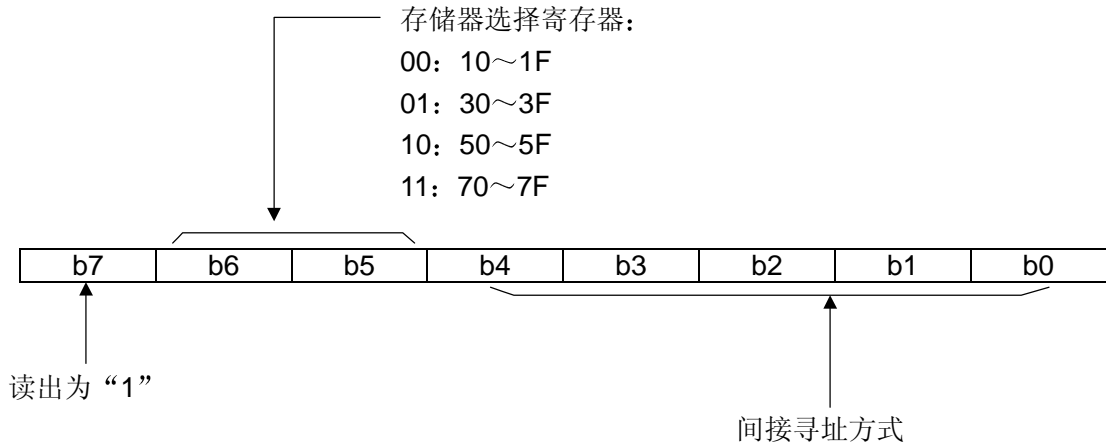 存储器选择寄存器：
00：10～1F
01：30～3F
10：50～5F
11：70～7F
b7 b6 b5 b4 b3 b2 b1 b0
读出为“1”
间接寻址方式